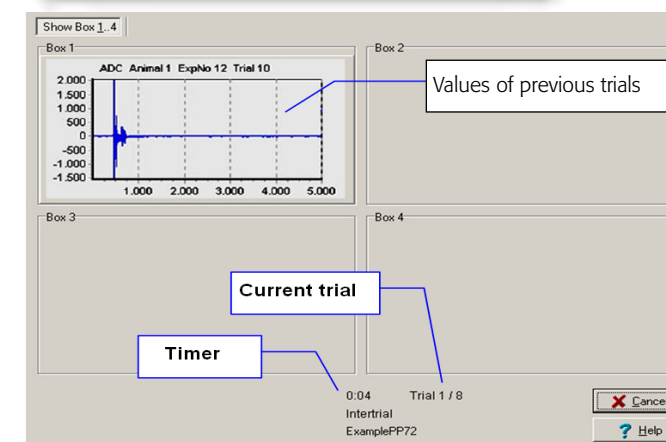 Show Box 1..4
Box 1
Box 2
ADC Animal 1 ExpNo 12 Trial 10
2.000
1.500
1.000
500
0
-500
-1.000
-1.500
1.000 2.000 3.000 4.000 5.000
Values of previous trials
Box 3
Box 4
Current trial
Timer
0:04 Trial 1 / 8
Intertrial
ExamplePP72
Cance
Help